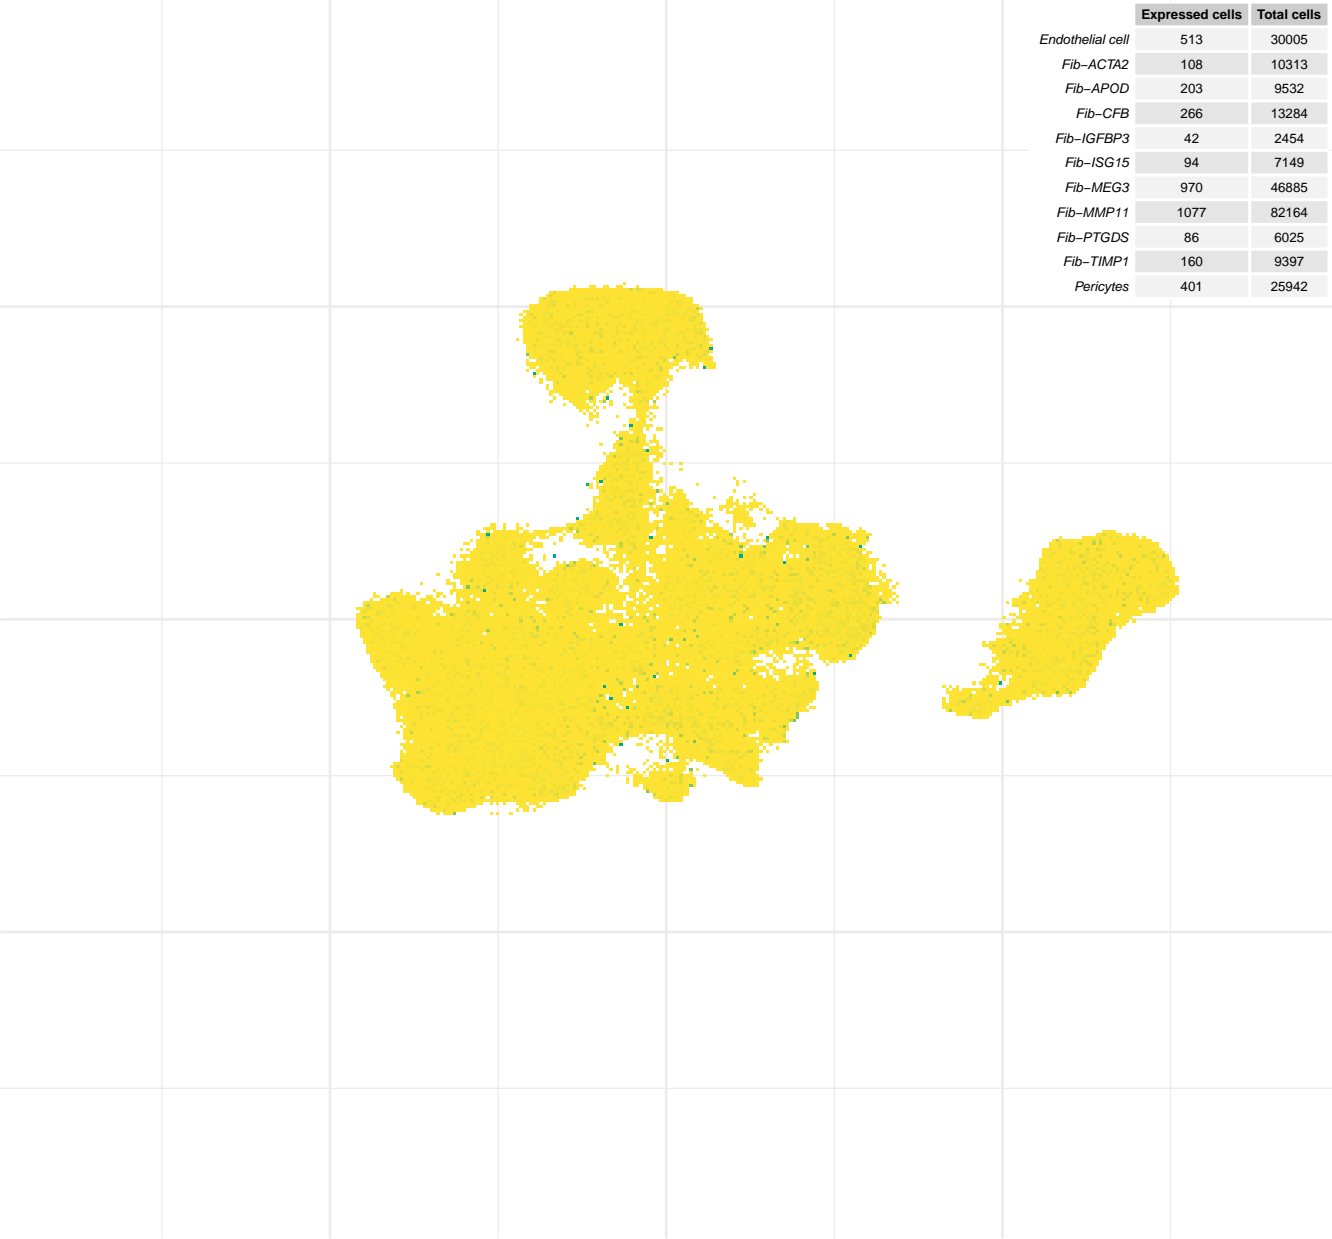 Expressed cells Total cells
Endothelial cell 513 30005
Fib−ACTA2 108 10313
Fib−APOD 203 9532
Fib−CFB 266 13284
Fib−IGFBP3 42 2454
Fib−ISG15 94 7149
Fib−MEG3 970 46885
Fib−MMP11 1077 82164
Fib−PTGDS 86 6025
Fib−TIMP1 160 9397
Pericytes 401 25942